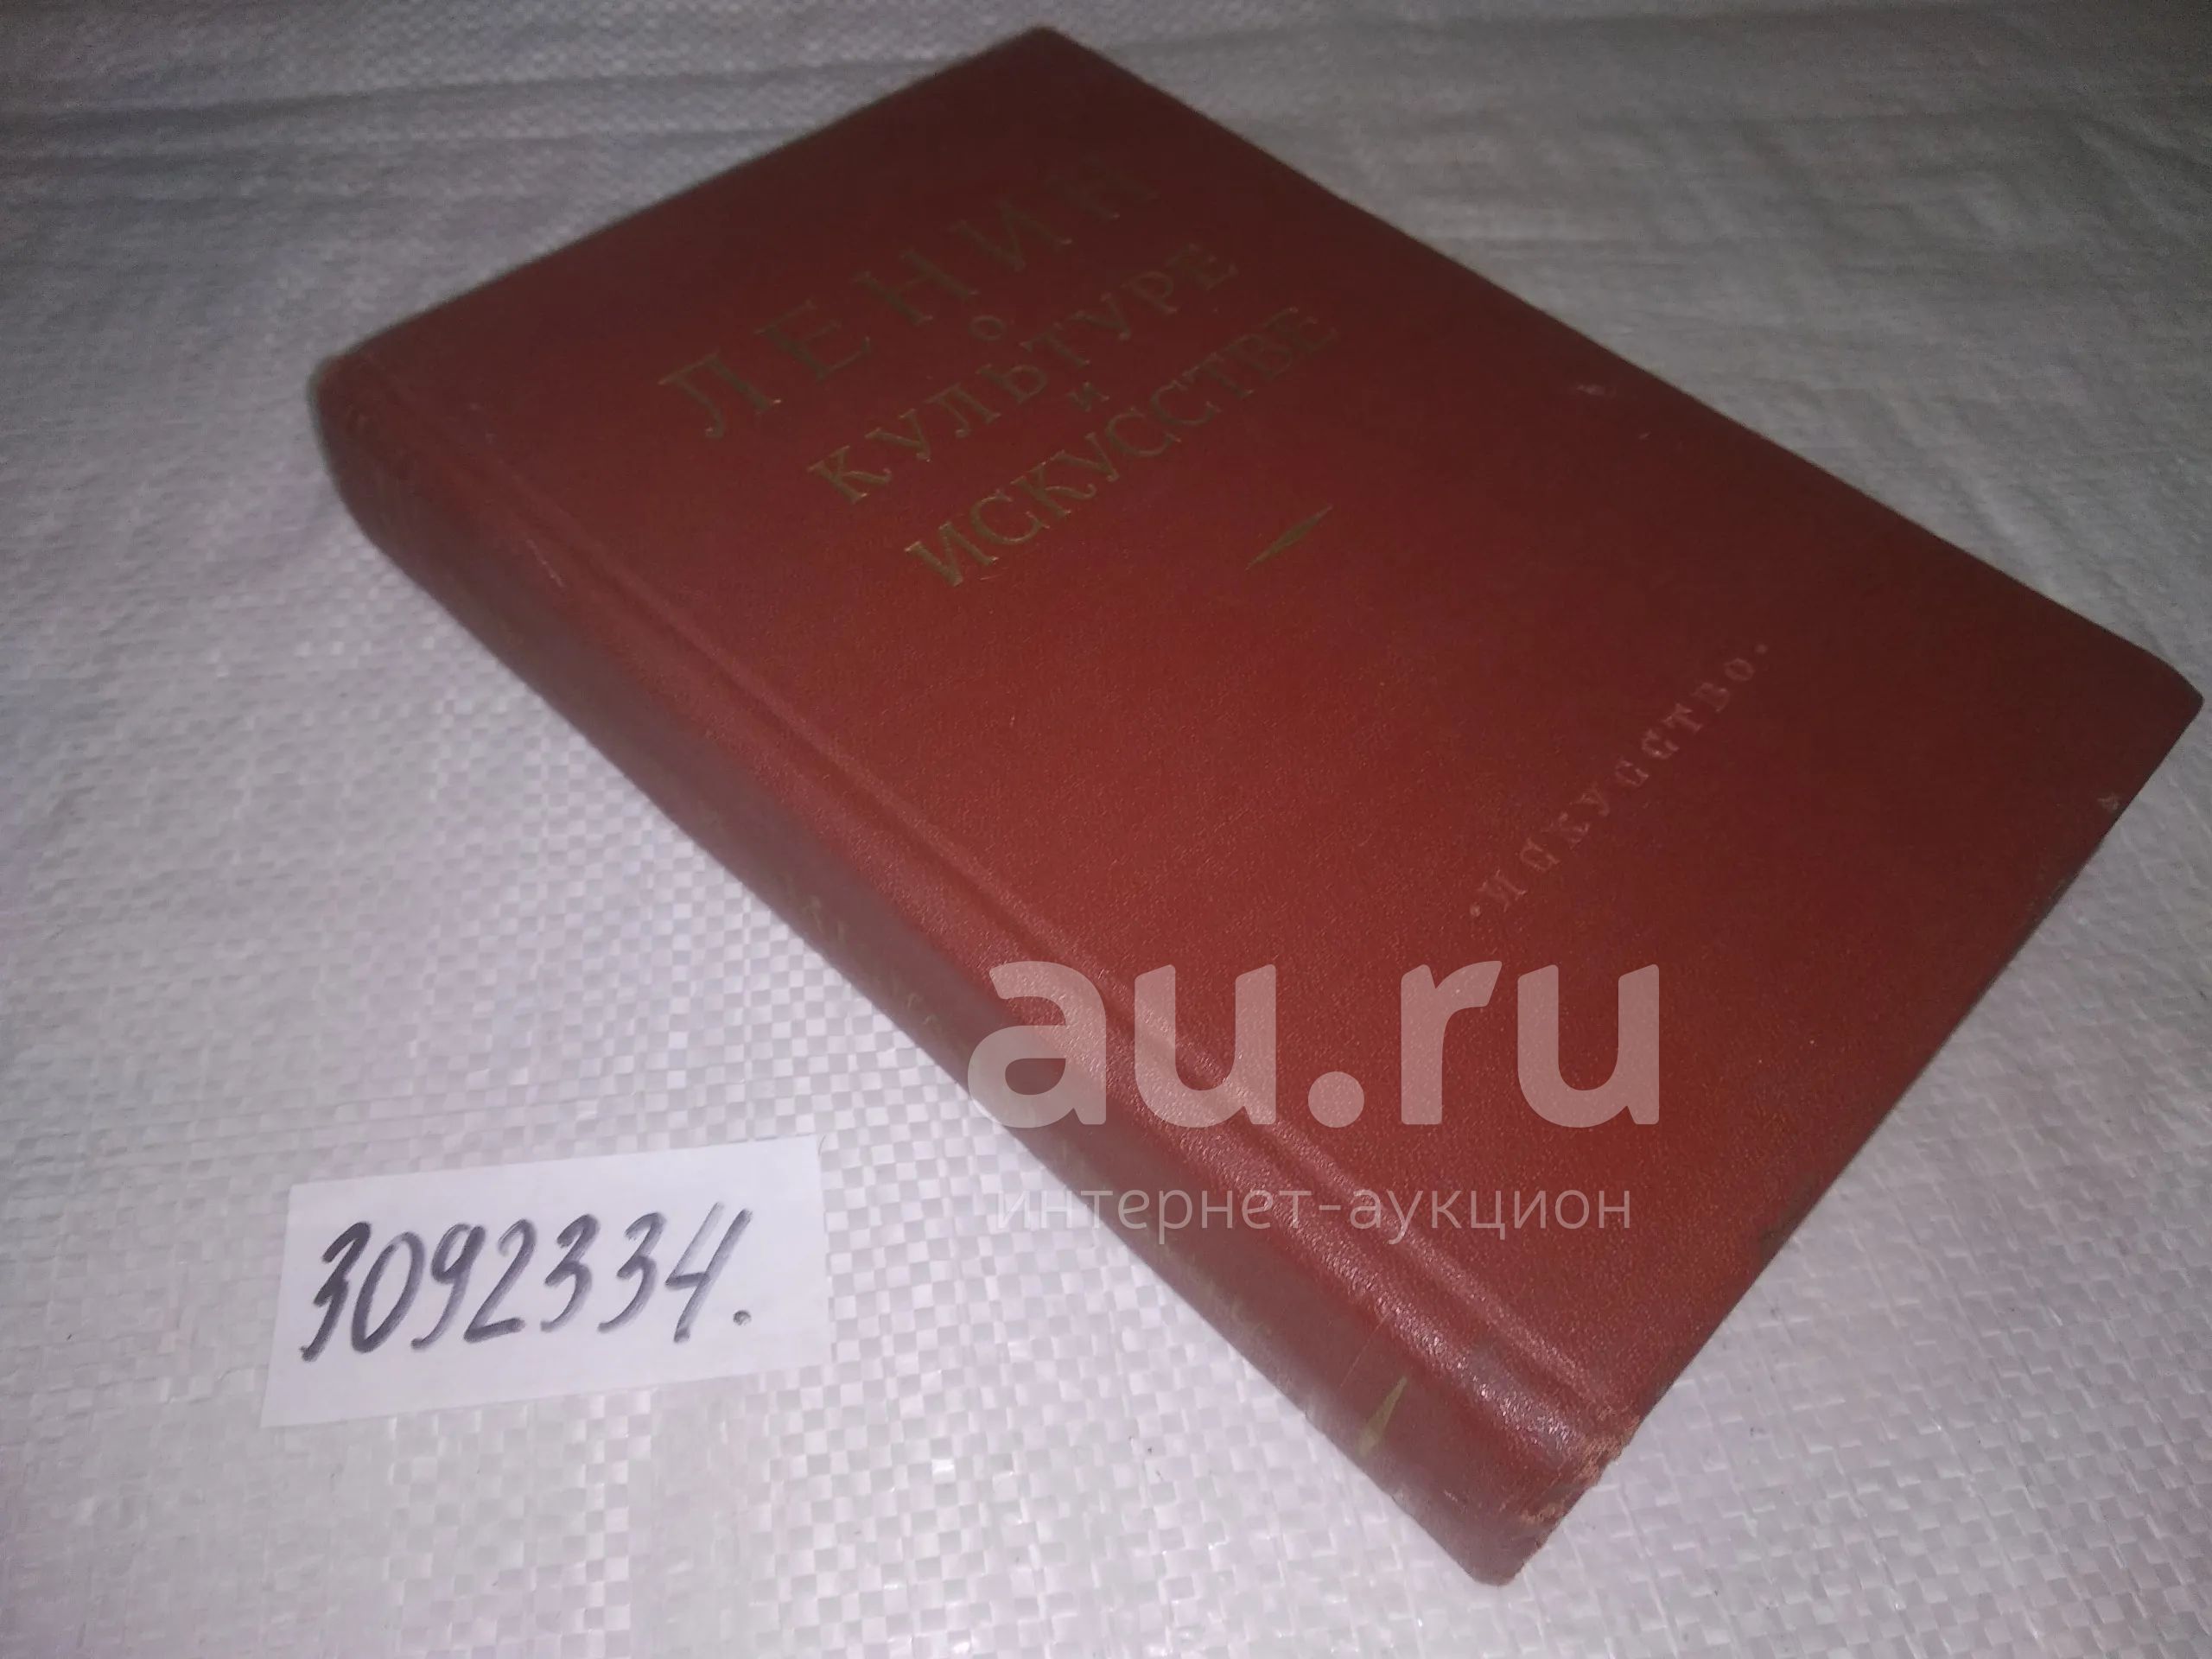 ЛЕНИН
О
КУЛЬТУРЕ
И
ИСКУССТВЕ
·ИСКУССТВО·
au.ru
интернет-аукцион
3092334.